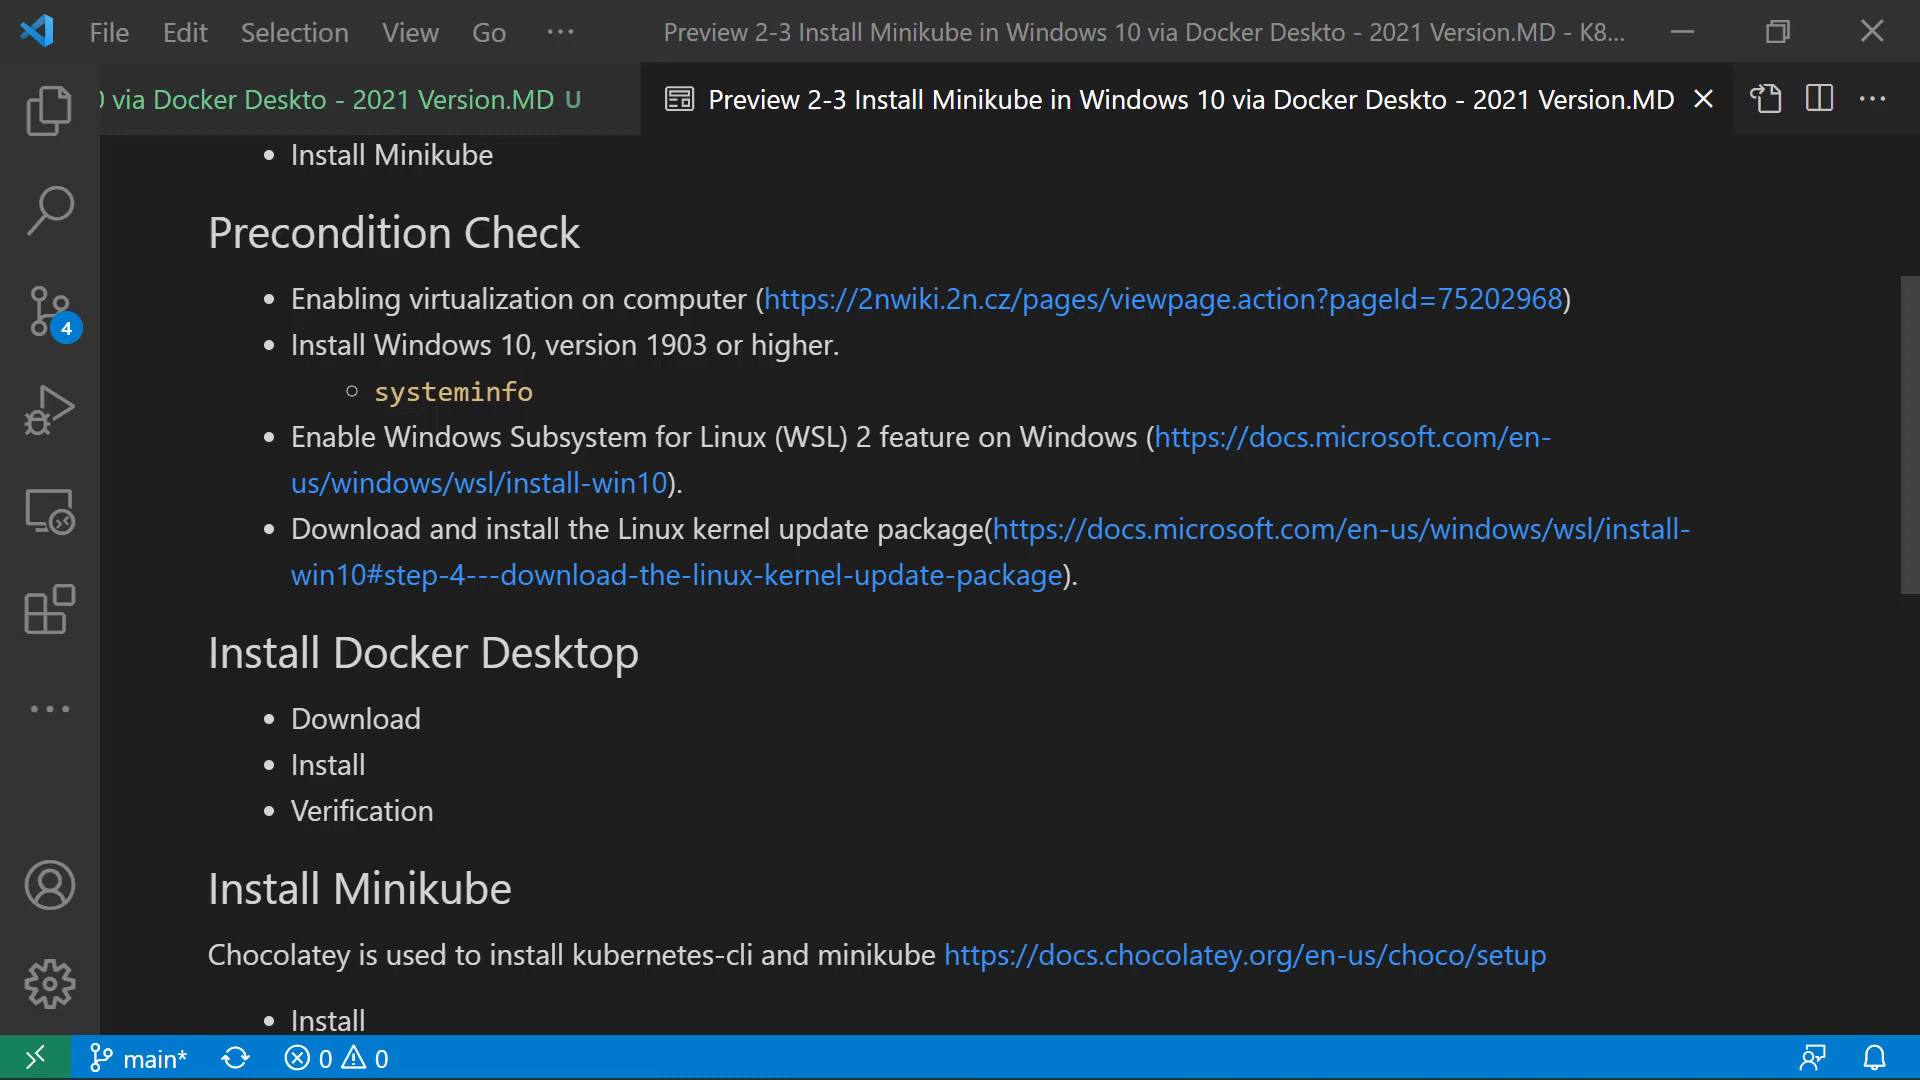 File Edit Selection View Go ··· Preview 2-3 Install Minikube in Windows 10 via Docker Deskto - 2021 Version.MD - K8...
via Docker Deskto - 2021 Version.MD U Preview 2-3 Install Minikube in Windows 10 via Docker Deskto - 2021 Version.MD
• Install Minikube
Precondition Check
• Enabling virtualization on computer (https://2nwiki.2n.cz/pages/viewpage.action?pageId=75202968)
• Install Windows 10, version 1903 or higher.
◦ systeminfo
4
• Enable Windows Subsystem for Linux (WSL) 2 feature on Windows (https://docs.microsoft.com/en-
us/windows/wsl/install-win10).
• Download and install the Linux kernel update package(https://docs.microsoft.com/en-us/windows/wsl/install-
win10#step-4---download-the-linux-kernel-update-package).
Install Docker Desktop
• Download
• Install
• Verification
Install Minikube
Chocolatey is used to install kubernetes-cli and minikube https://docs.chocolatey.org/en-us/choco/setup
• Install
main* 0 0